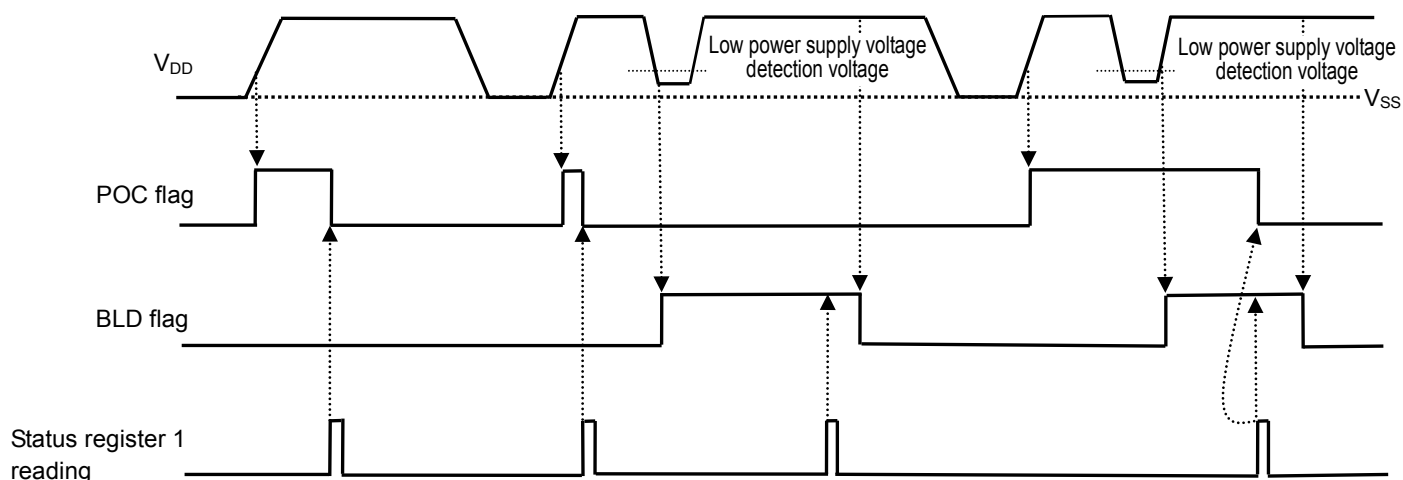 Low power supply voltage
detection voltage
Low power supply voltage
detection voltage
VDD
VSS
POC flag
BLD flag
Status register 1
reading